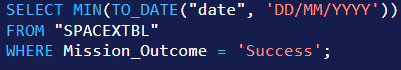 SELECT MIN(TO_DATE("date", 'DD/MM/YYYY'))
FROM "SPACEXTBL"
WHERE Mission_Outcome = 'Success';